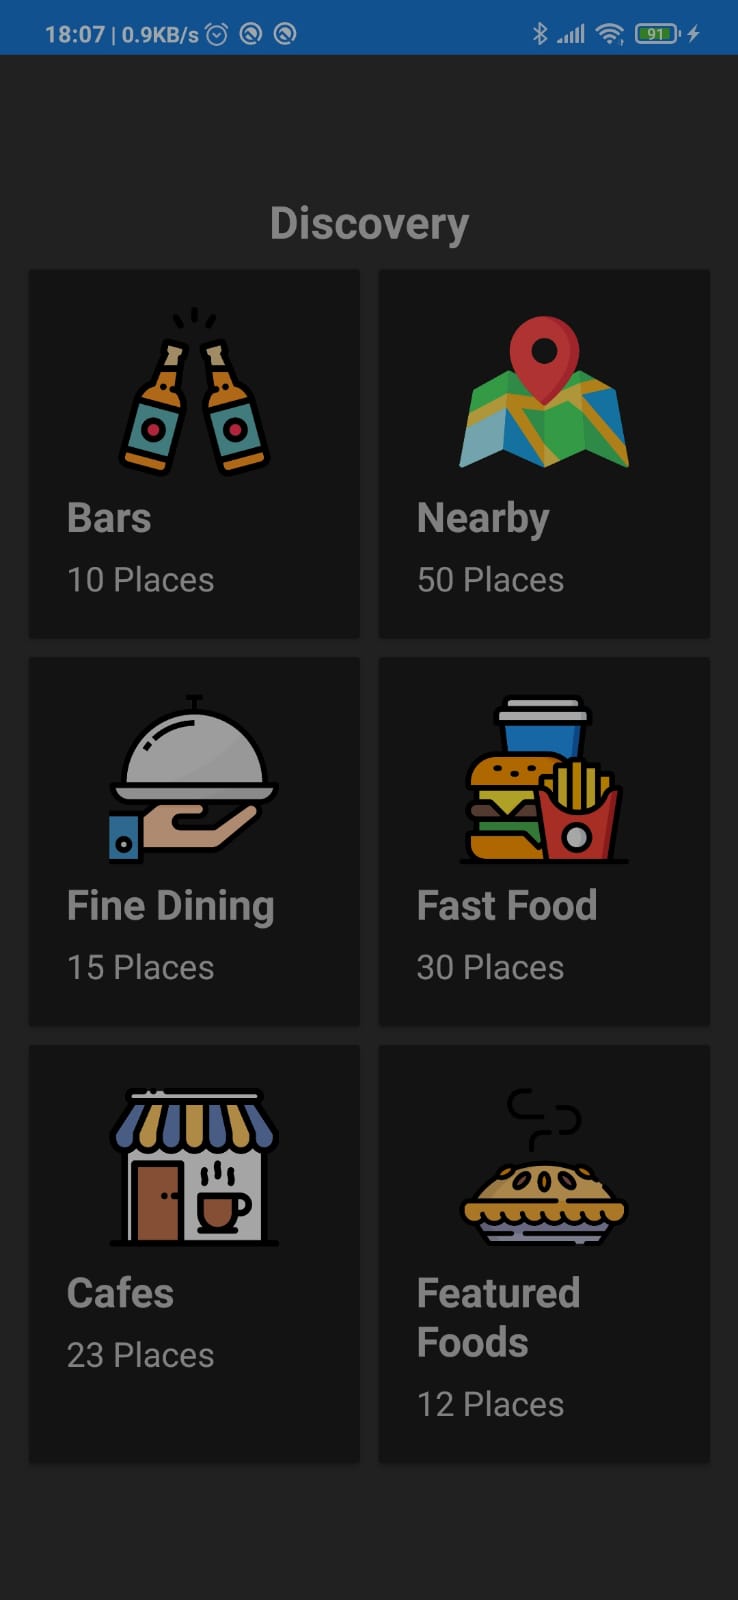 18:07 | 0.9KB/s
91
Discovery
Bars
10 Places
Nearby
50 Places
Fine Dining
15 Places
Fast Food
30 Places
Cafes
23 Places
Featured
Foods
12 Places